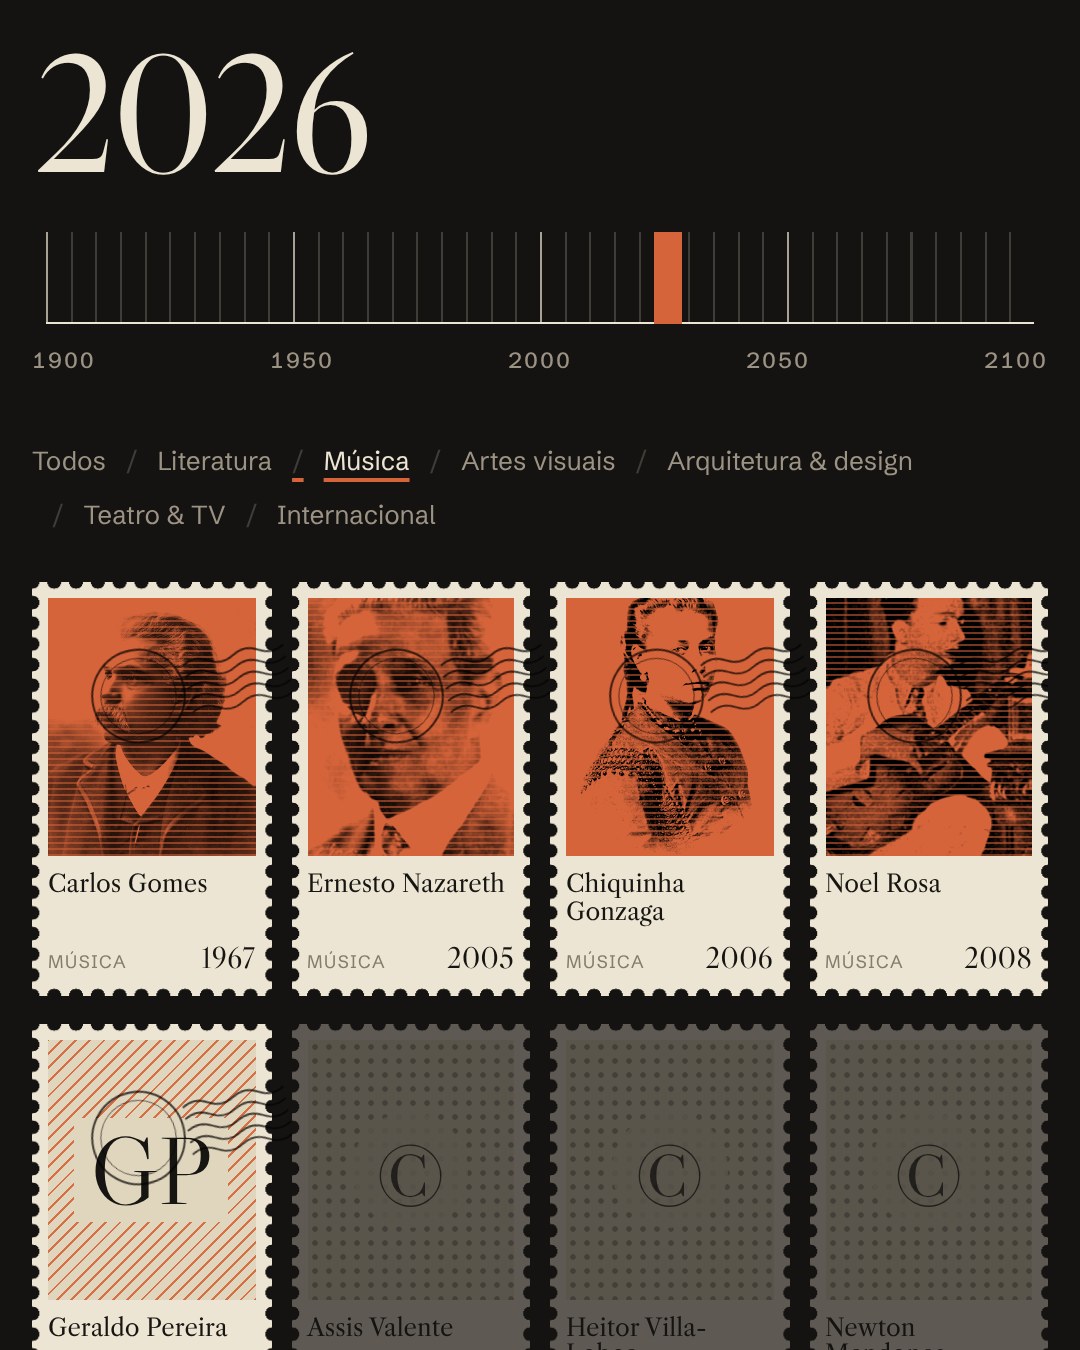 2026
1900 1950 2000 2050 2100
Todos / Literatura / Música / Artes visuais / Arquitetura & design
/ Teatro & TV / Internacional
Carlos Gomes
MÚSICA 1967
Ernesto Nazareth
MÚSICA 2005
Chiquinha
Gonzaga
MÚSICA 2006
Noel Rosa
MÚSICA 2008
GP
Geraldo Pereira
©
Assis Valente
©
Heitor Villa-
©
Newton